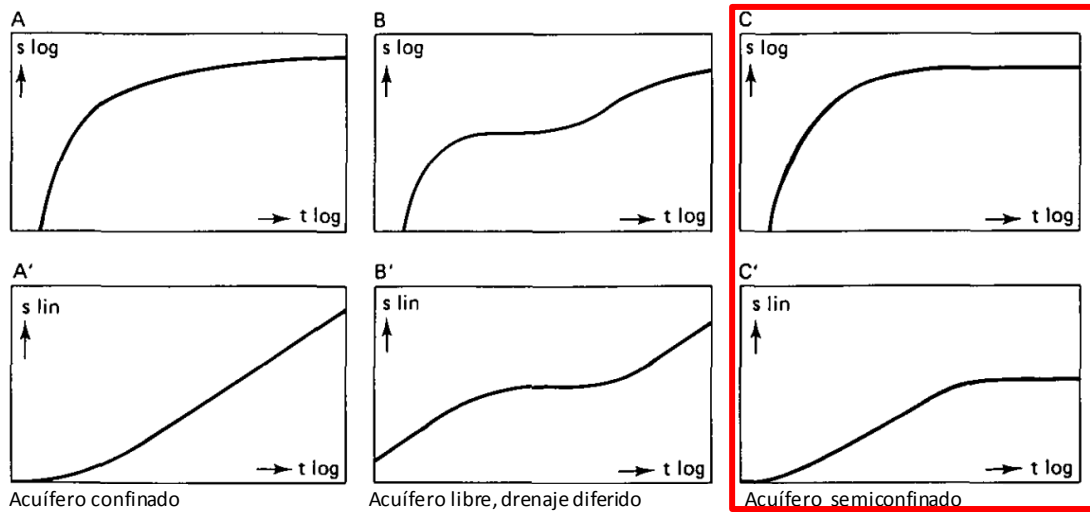 A
s log
t log
B
s log
t log
C
s log
t log
A'
s lin
t log
Acuífero confinado
B'
s lin
t log
Acuífero libre, drenaje diferido
C'
s lin
t log
Acuífero semiconfinado